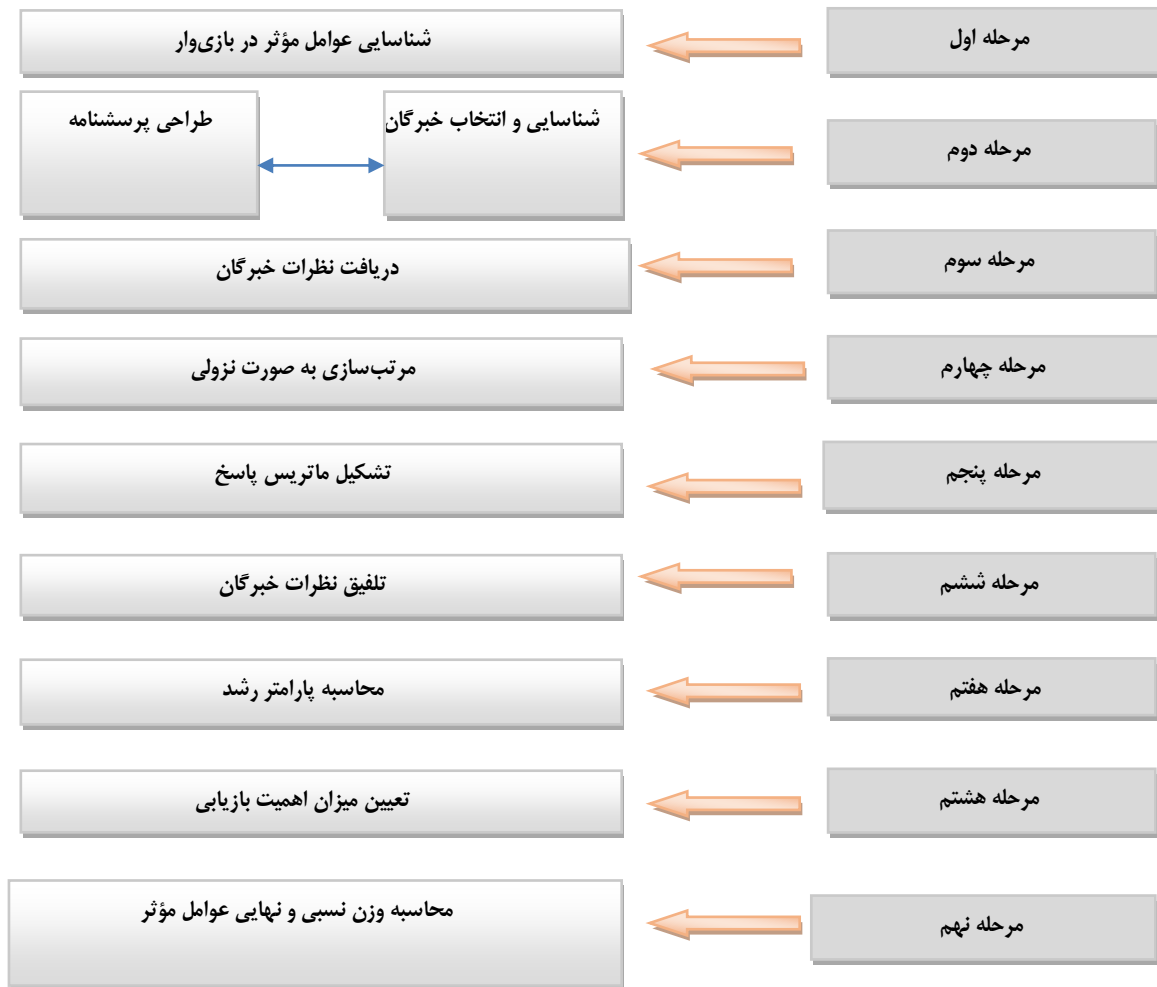 مرحله اول
شناسایی عوامل مؤثر در بازی‌وار
مرحله دوم
شناسایی و انتخاب خبرگان
طراحی پرسشنامه
مرحله سوم
دریافت نظرات خبرگان
مرحله چهارم
مرتب‌سازی به صورت نزولی
مرحله پنجم
تشکیل ماتریس پاسخ
مرحله ششم
تلفیق نظرات خبرگان
مرحله هفتم
محاسبه پارامتر رشد
مرحله هشتم
تعیین میزان اهمیت بازیابی
مرحله نهم
محاسبه وزن نسبی و نهایی عوامل مؤثر